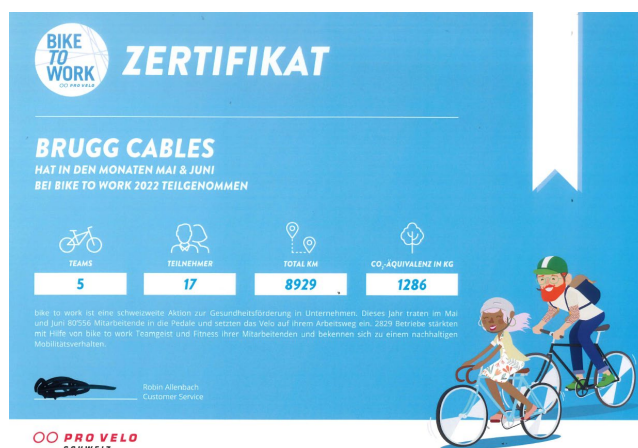 BIKE
TO
WORK
PRO VELO
ZERTIFIKAT
BRUGG CABLES
HAT IN DEN MONATEN MAI & JUNI
BEI BIKE TO WORK 2022 TEILGENOMMEN
TEAMS
TEILNEHMER
TOTAL KM
CO₂-ÄQUIVALENZ IN KG
5
17
8929
1286
bike to work ist eine schweizweite Aktion zur Gesundheitsförderung in Unternehmen. Dieses Jahr traten im Mai
und Juni 80'556 Mitarbeitende in die Pedale und setzten das Velo auf ihrem Arbeitsweg ein. 2829 Betriebe stärkten
mit Hilfe von bike to work Teamgeist und Fitness ihrer Mitarbeitenden und bekennen sich zu einem nachhaltigen
Mobilitätsverhalten.
Robin Allenbach
Customer Service
PRO VELO
SCHWEIZ